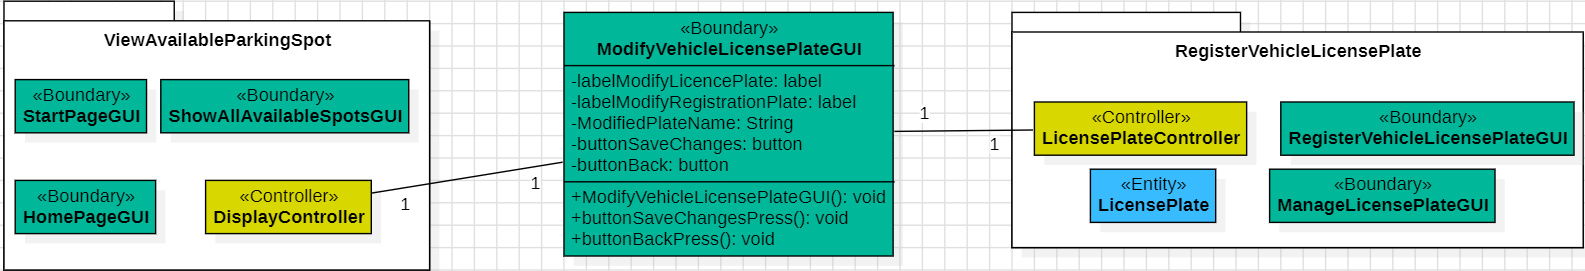 ViewAvailableParkingSpot
«Boundary»
StartPageGUI
«Boundary»
ShowAllAvailableSpotsGUI
«Boundary»
HomePageGUI
«Controller»
DisplayController
1
1
«Boundary»
ModifyVehicleLicensePlateGUI
-labelModifyLicencePlate: label
-labelModifyRegistrationPlate: label
-ModifiedPlateName: String
-buttonSaveChanges: button
-buttonBack: button
+ModifyVehicleLicensePlateGUI(): void
+buttonSaveChangesPress(): void
+buttonBackPress(): void
1
1
RegisterVehicleLicensePlate
«Controller»
LicensePlateController
«Boundary»
RegisterVehicleLicensePlateGUI
«Entity»
LicensePlate
«Boundary»
ManageLicensePlateGUI